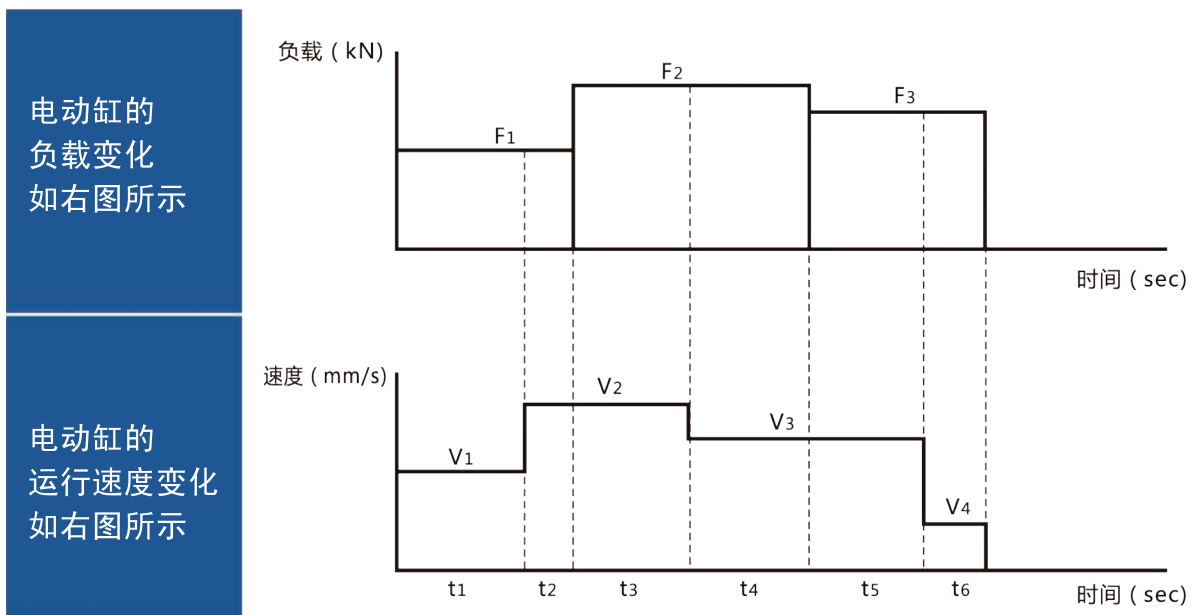 电动缸的
负载变化
如右图所示
负载 ( kN)
F1
F2
F3
时间 ( sec)
电动缸的
运行速度变化
如右图所示
速度 ( mm/s)
V1
V2
V3
V4
t1 t2 t3 t4 t5 t6
时间 ( sec)